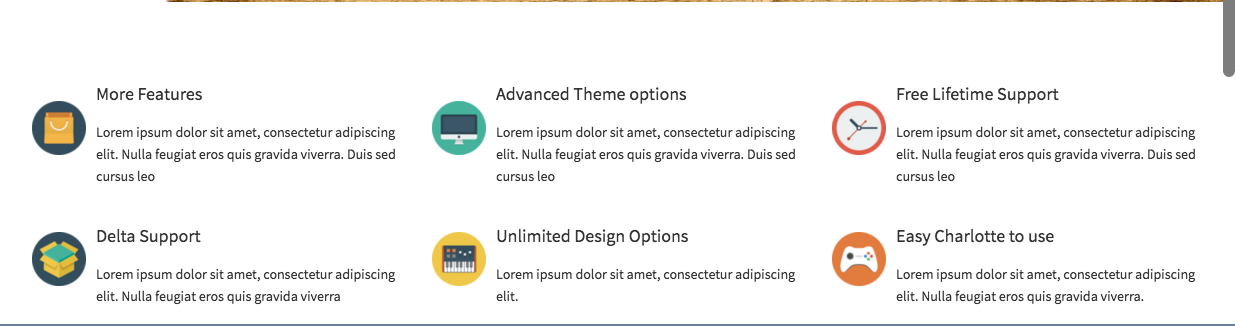 More Features
Lorem ipsum dolor sit amet, consectetur adipiscing
elit. Nulla feugiat eros quis gravida viverra. Duis sed
cursus leo
Advanced Theme options
Lorem ipsum dolor sit amet, consectetur adipiscing
elit. Nulla feugiat eros quis gravida viverra. Duis sed
cursus leo
Free Lifetime Support
Lorem ipsum dolor sit amet, consectetur adipiscing
elit. Nulla feugiat eros quis gravida viverra. Duis sed
cursus leo
Delta Support
Lorem ipsum dolor sit amet, consectetur adipiscing
elit. Nulla feugiat eros quis gravida viverra
Unlimited Design Options
Lorem ipsum dolor sit amet, consectetur adipiscing
elit.
Easy Charlotte to use
Lorem ipsum dolor sit amet, consectetur adipiscing
elit. Nulla feugiat eros quis gravida viverra.